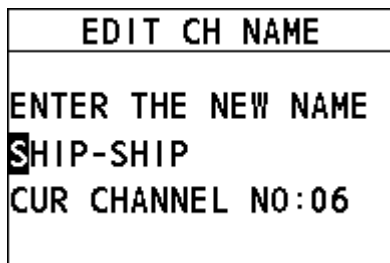 EDIT CH NAME
ENTER THE NEW NAME
SHIP-SHIP
CUR CHANNEL NO:06